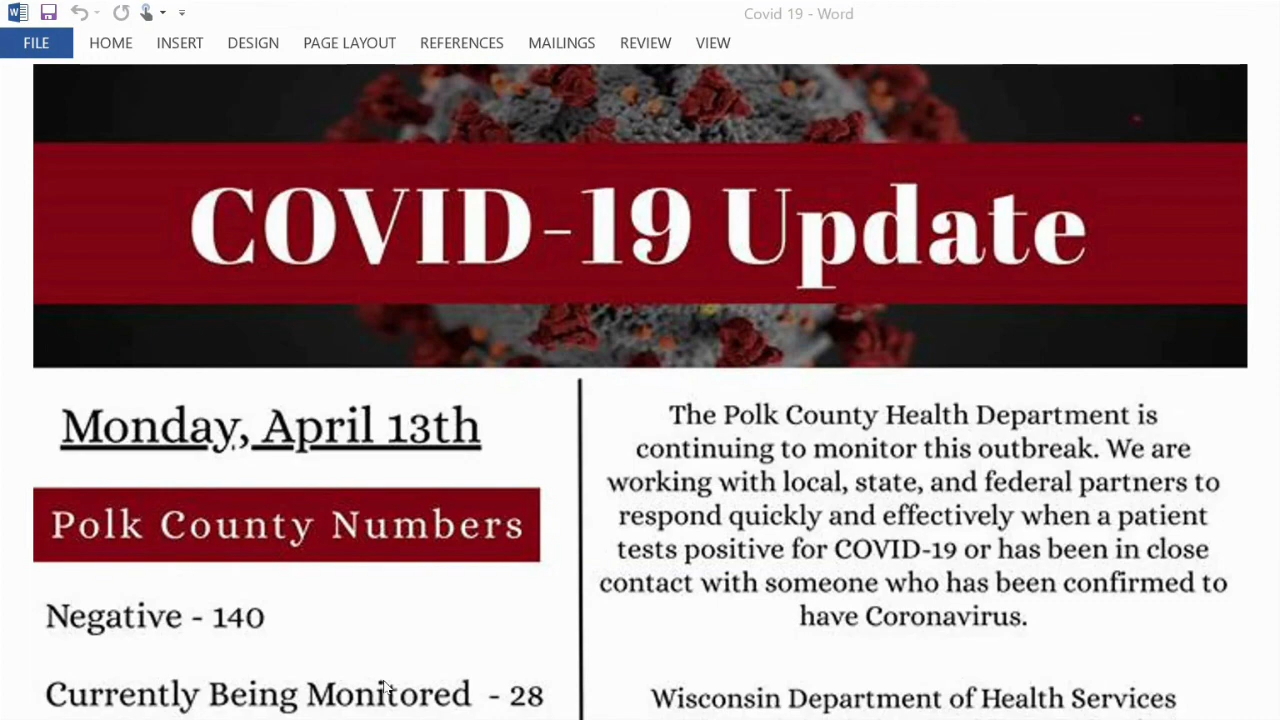 Covid 19 - Word
FILE HOME INSERT DESIGN PAGE LAYOUT REFERENCES MAILINGS REVIEW VIEW
COVID-19 Update
Monday, April 13th
Polk County Numbers
Negative - 140
Currently Being Monitored - 28
The Polk County Health Department is
continuing to monitor this outbreak. We are
working with local, state, and federal partners to
respond quickly and effectively when a patient
tests positive for COVID-19 or has been in close
contact with someone who has been confirmed to
have Coronavirus.
Wisconsin Department of Health Services